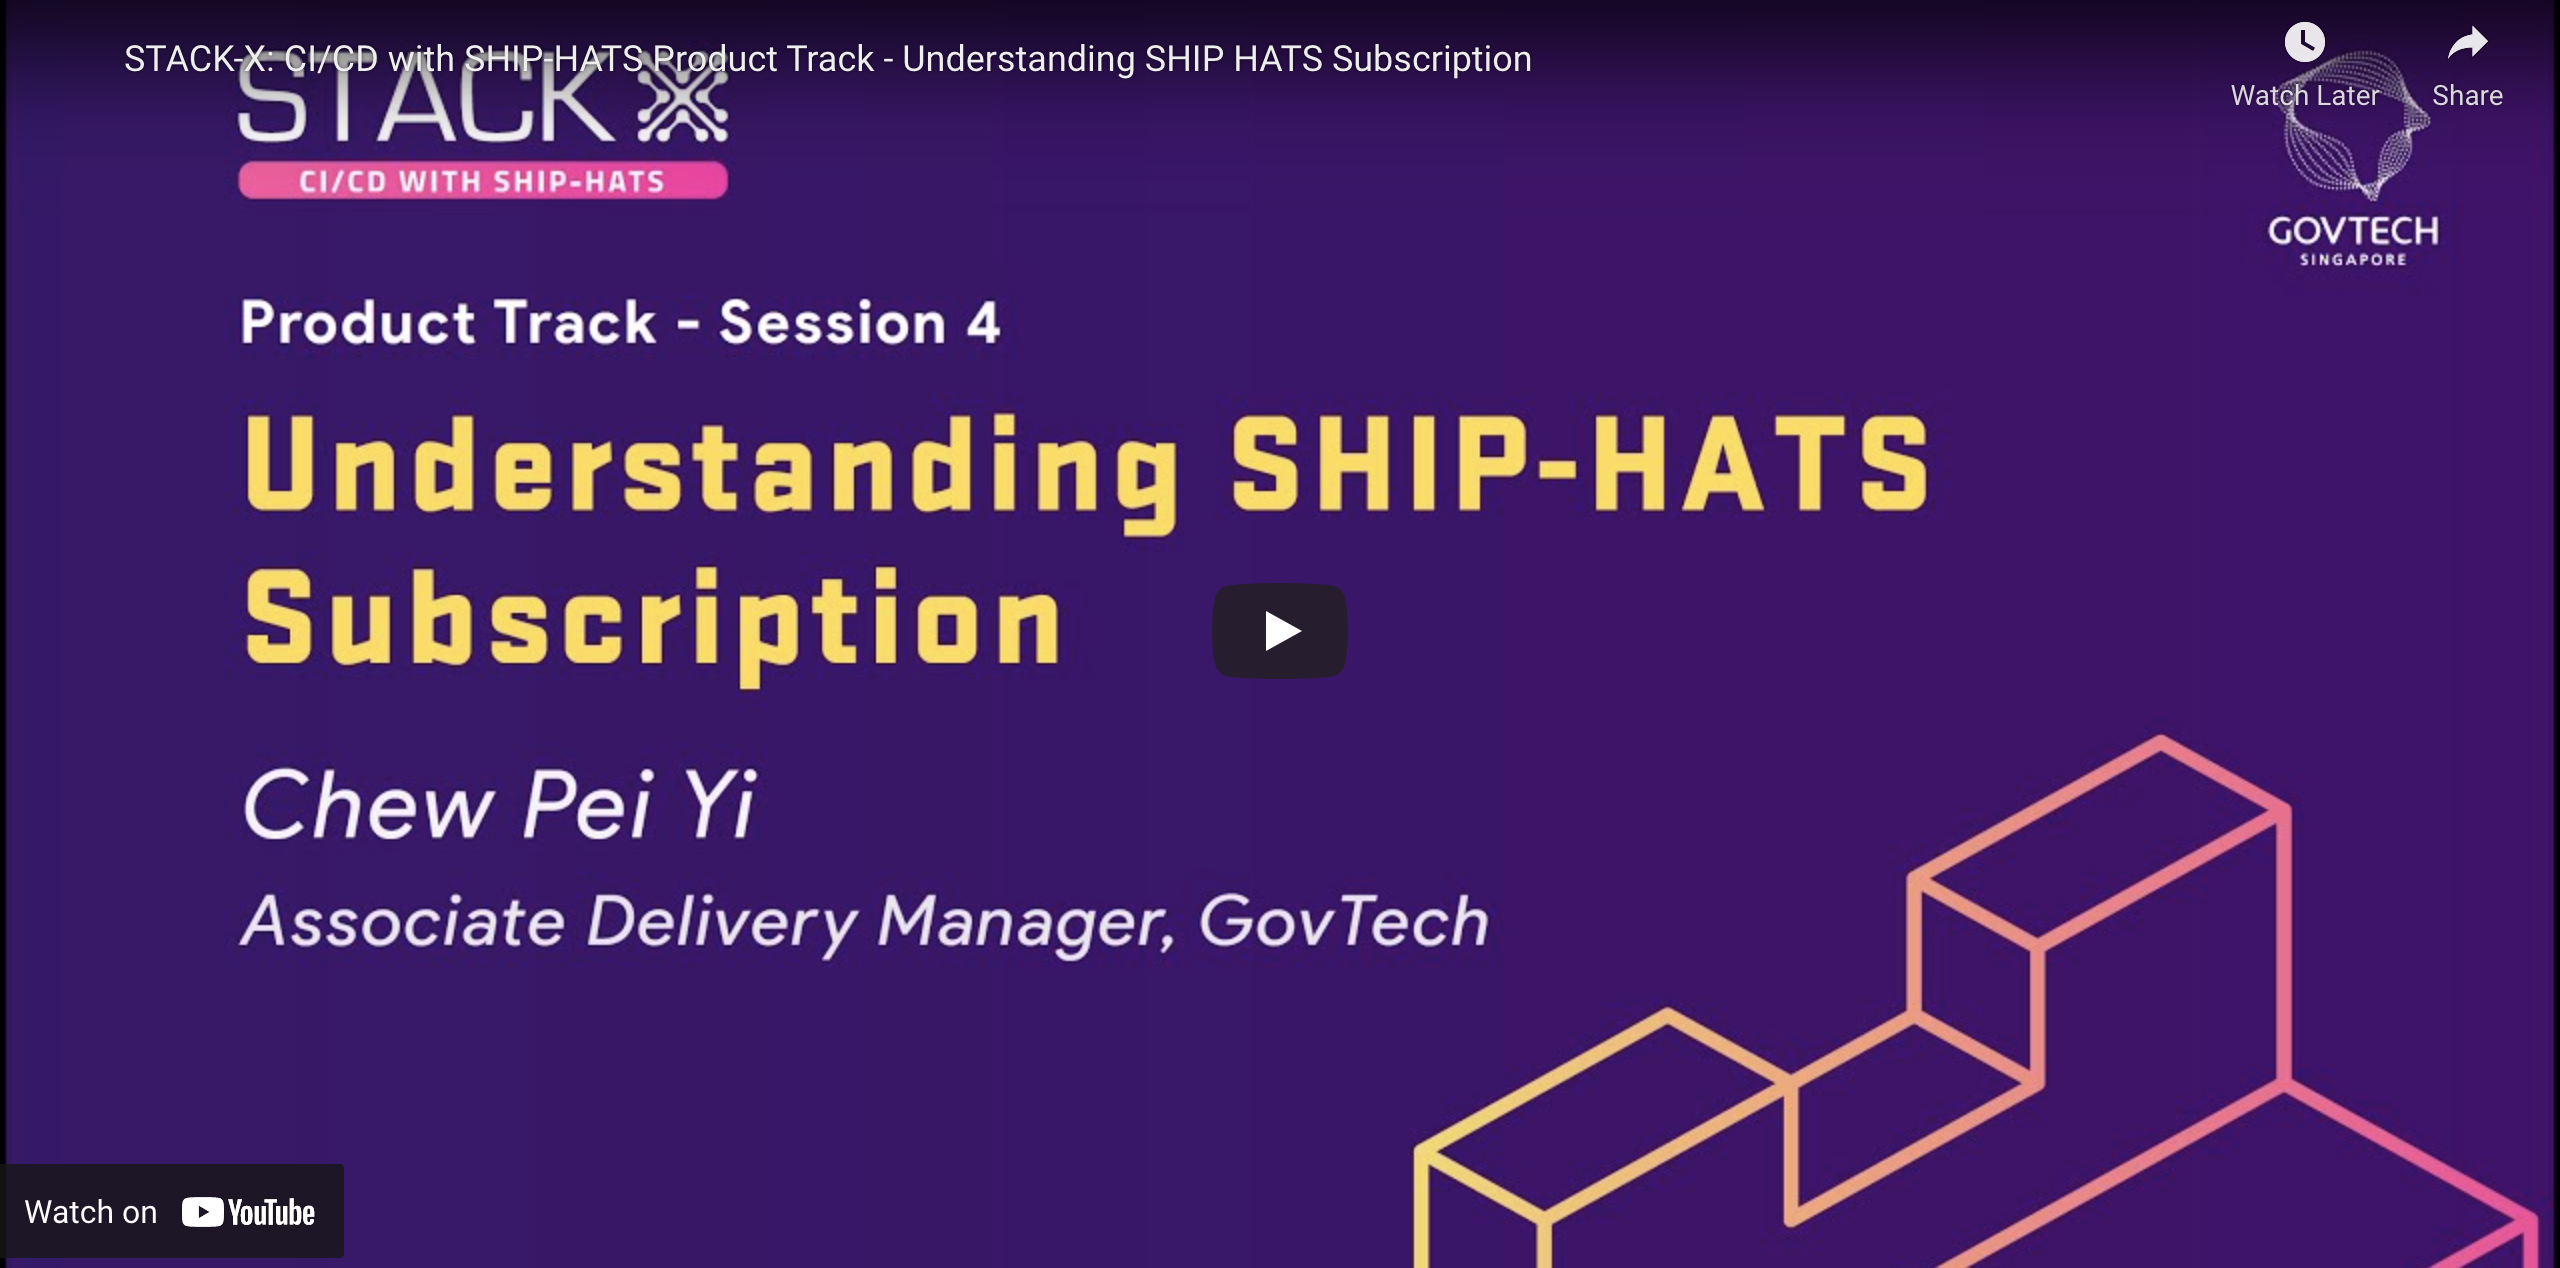 STACK-X: CI/CD with SHIP-HATS Product Track - Understanding SHIP HATS Subscription
Watch Later
Share
STACK X
CI/CD WITH SHIP-HATS
GOVTECH
SINGAPORE
Product Track - Session 4
Understanding SHIP-HATS
Subscription
Chew Pei Yi
Associate Delivery Manager, GovTech
Watch on YouTube